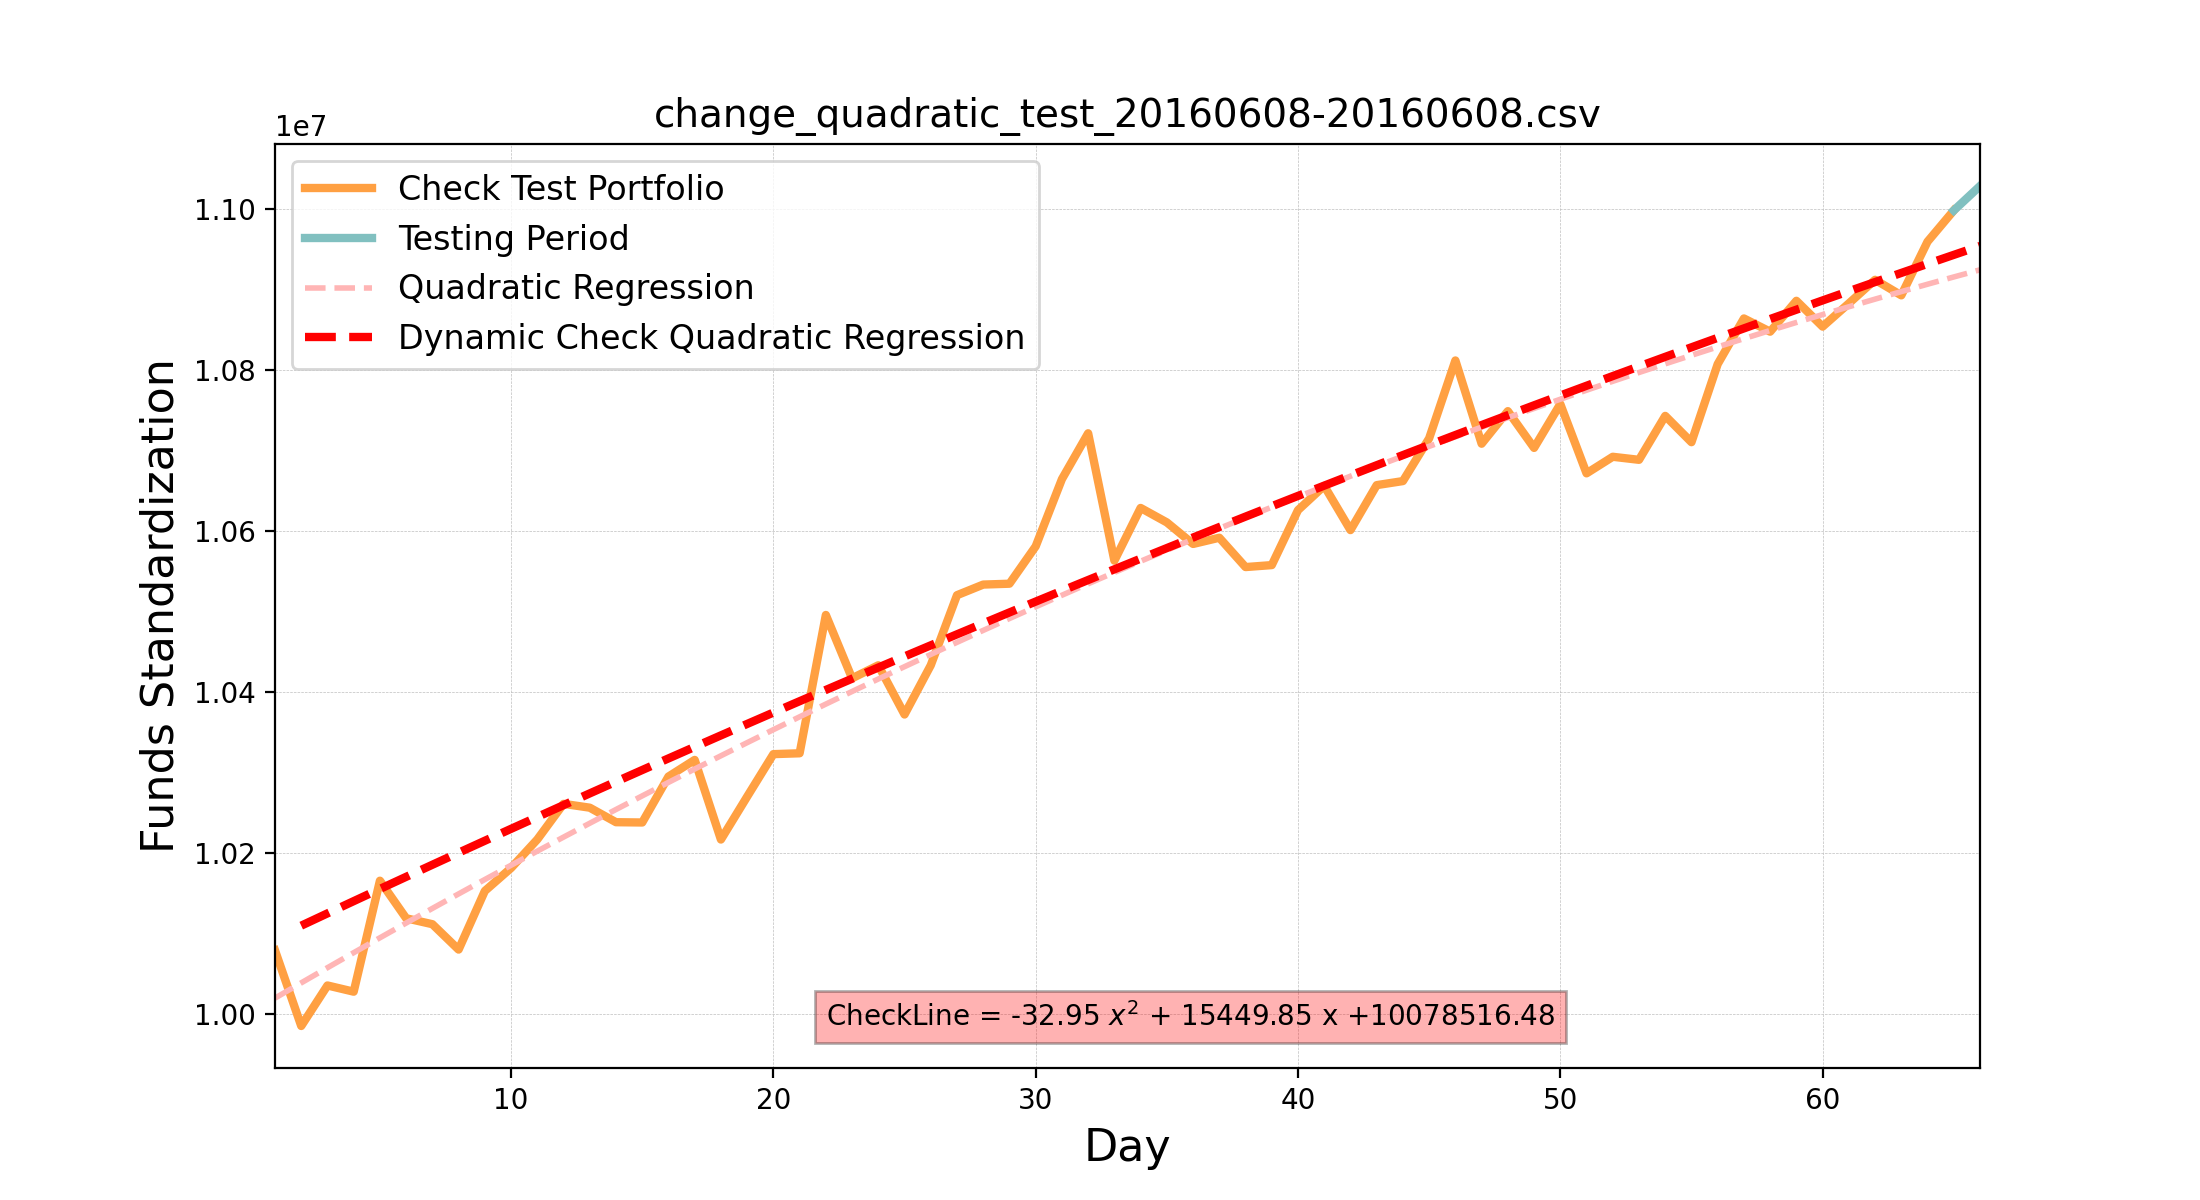 change_quadratic_test_20160608-20160608.csv
1e7
Check Test Portfolio
Testing Period
Quadratic Regression
Dynamic Check Quadratic Regression
1.10
1.08
1.06
1.04
1.02
1.00
Funds Standardization
CheckLine = -32.95 x² + 15449.85 x +10078516.48
10 20 30 40 50 60
Day